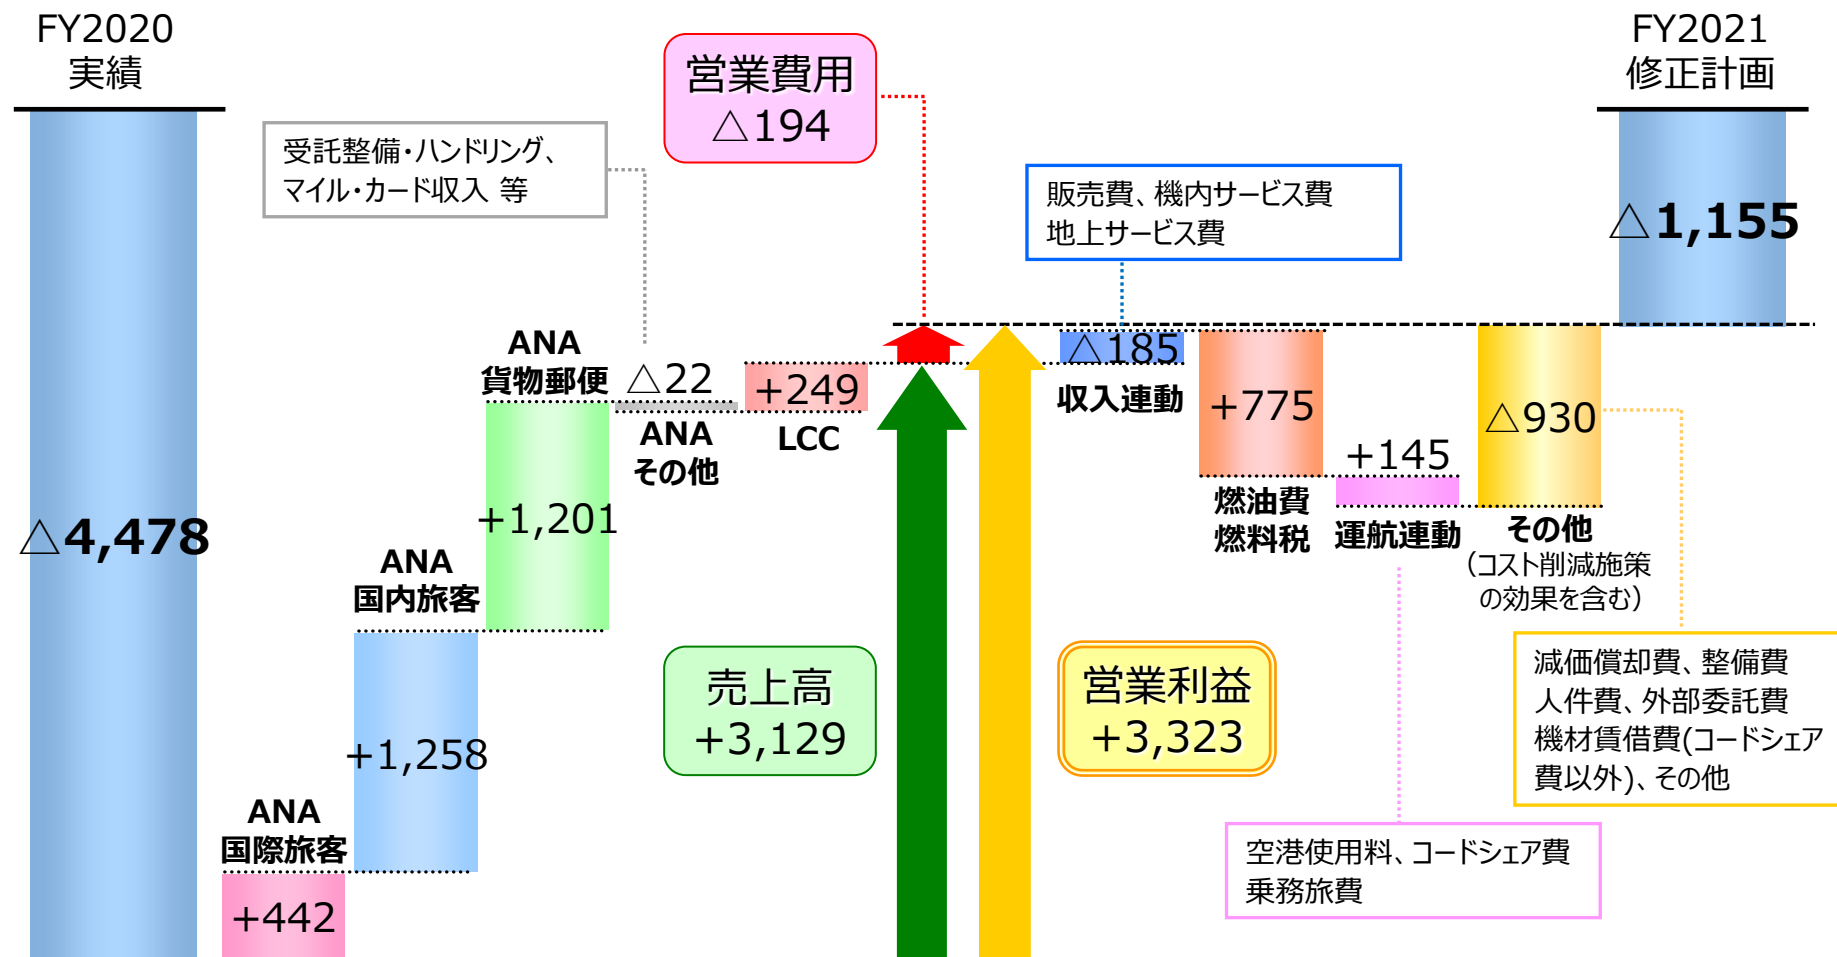 FY2020
実績
△4,478
ANA
国際旅客
+442
ANA
国内旅客
+1,258
ANA
貨物郵便
+1,201
受託整備・ハンドリング、
マイル・カード収入 等
△22
ANA
その他
+249
LCC
営業費用
△194
売上高
+3,129
営業利益
+3,323
販売費、機内サービス費
地上サービス費
△185
収入連動
+775
燃油費
燃料税
+145
運航連動
空港使用料、コードシェア費
乗務旅費
△930
その他
(コスト削減施策
の効果を含む)
減価償却費、整備費
人件費、外部委託費
機材賃借費(コードシェア
費以外)、その他
FY2021
修正計画
△1,155